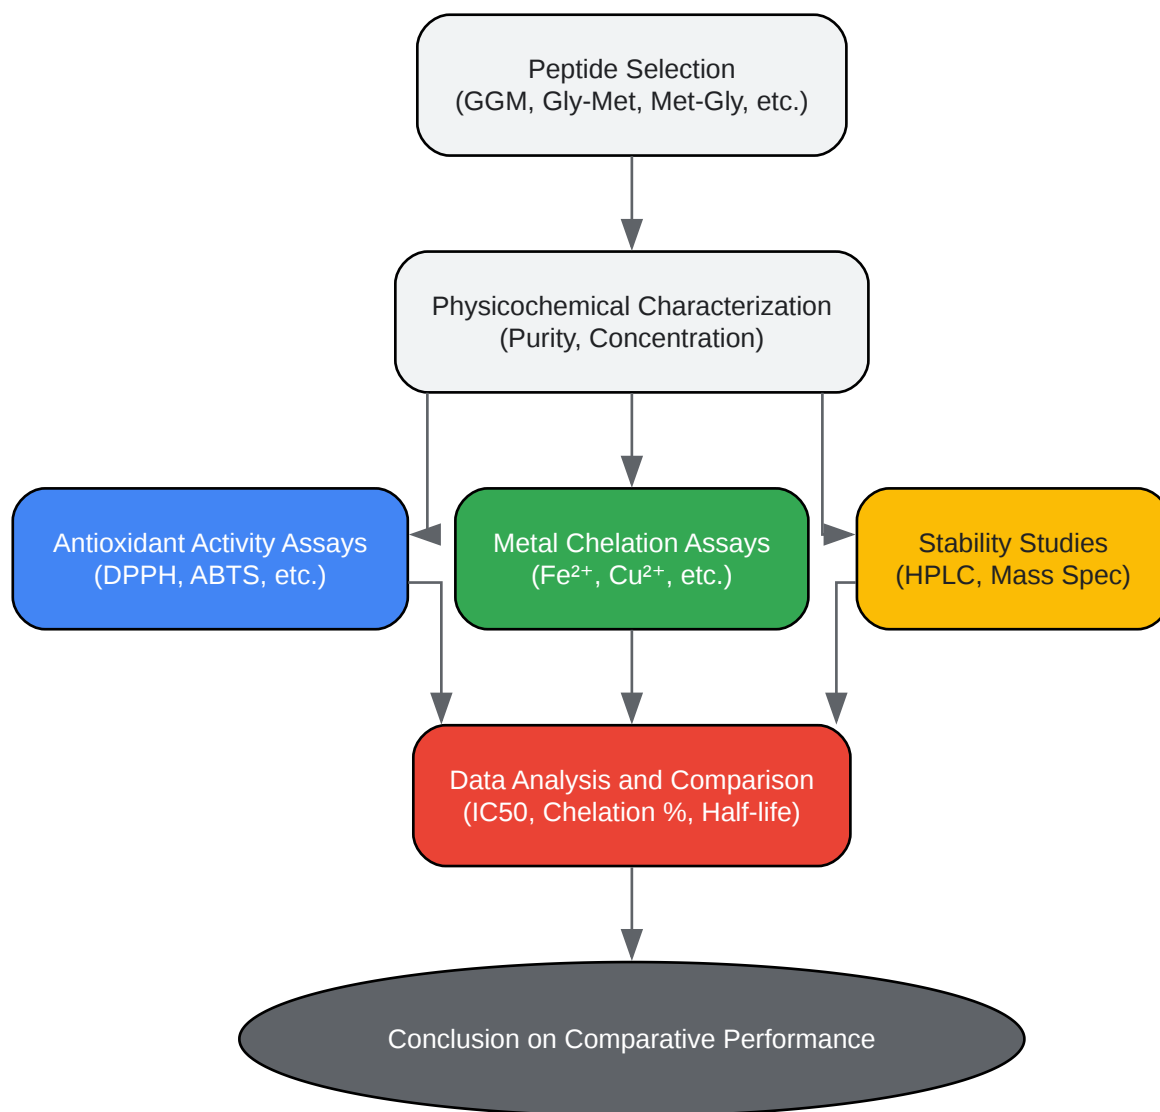 Peptide Selection
(GGM, Gly-Met, Met-Gly, etc.)
Physicochemical Characterization
(Purity, Concentration)
Antioxidant Activity Assays
(DPPH, ABTS, etc.)
Metal Chelation Assays
(Fe²⁺, Cu²⁺, etc.)
Stability Studies
(HPLC, Mass Spec)
Data Analysis and Comparison
(IC50, Chelation %, Half-life)
Conclusion on Comparative Performance